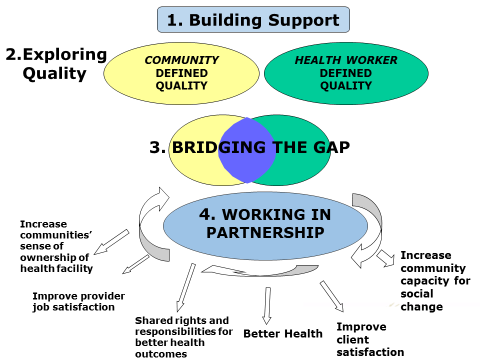 1. Building Support
2.Exploring
Quality
COMMUNITY
DEFINED
QUALITY
HEALTH WORKER
DEFINED
QUALITY
3. BRIDGING THE GAP
4. WORKING IN
PARTNERSHIP
Increase
communities’
sense of
ownership of
health facility
Improve provider
job satisfaction
Shared rights and
responsibilities for
better health
outcomes
Better Health
Improve
client
satisfaction
Increase
community
capacity for
social
change